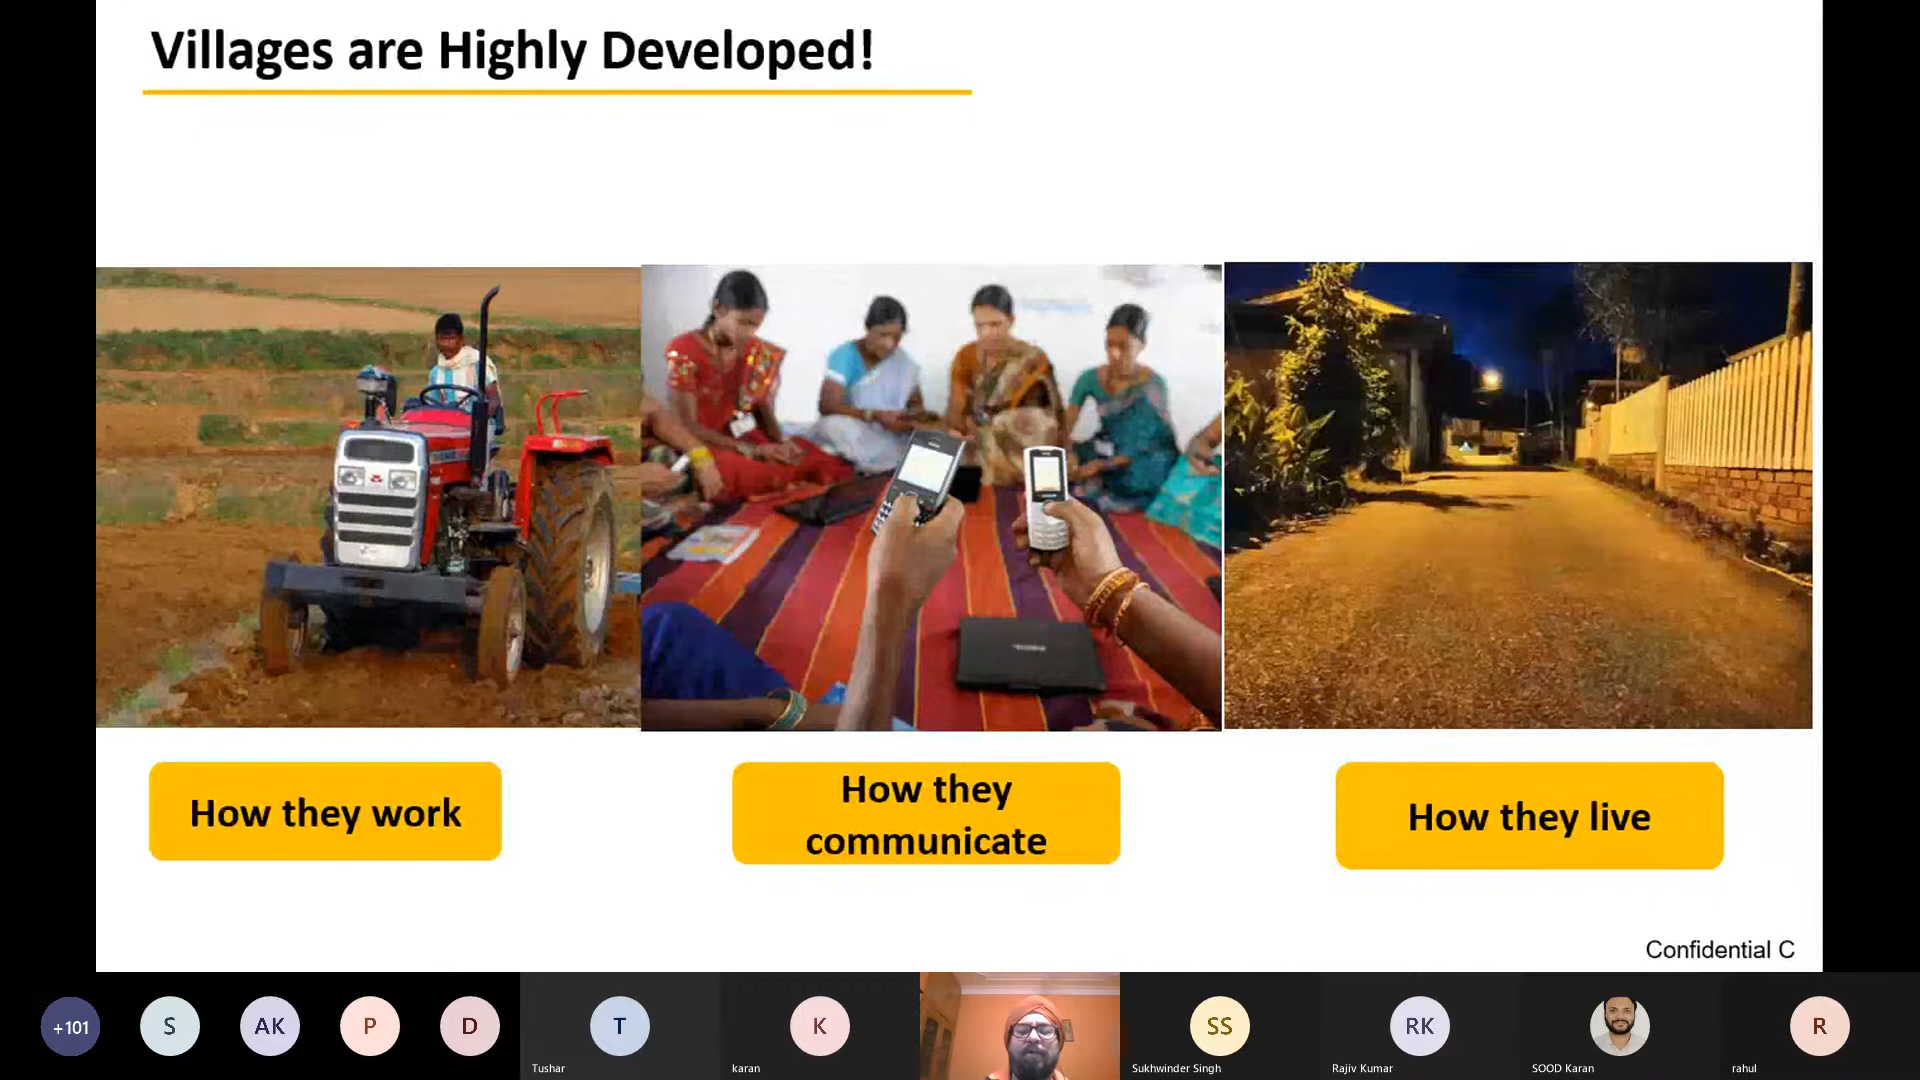 Villages are Highly Developed!
How they work
How they
communicate
How they live
Confidential C
+101
S
AK
P
D
T
K
SS
RK
R
Tushar
karan
Sukhwinder Singh
Rajiv Kumar
SOOD Karan
rahul